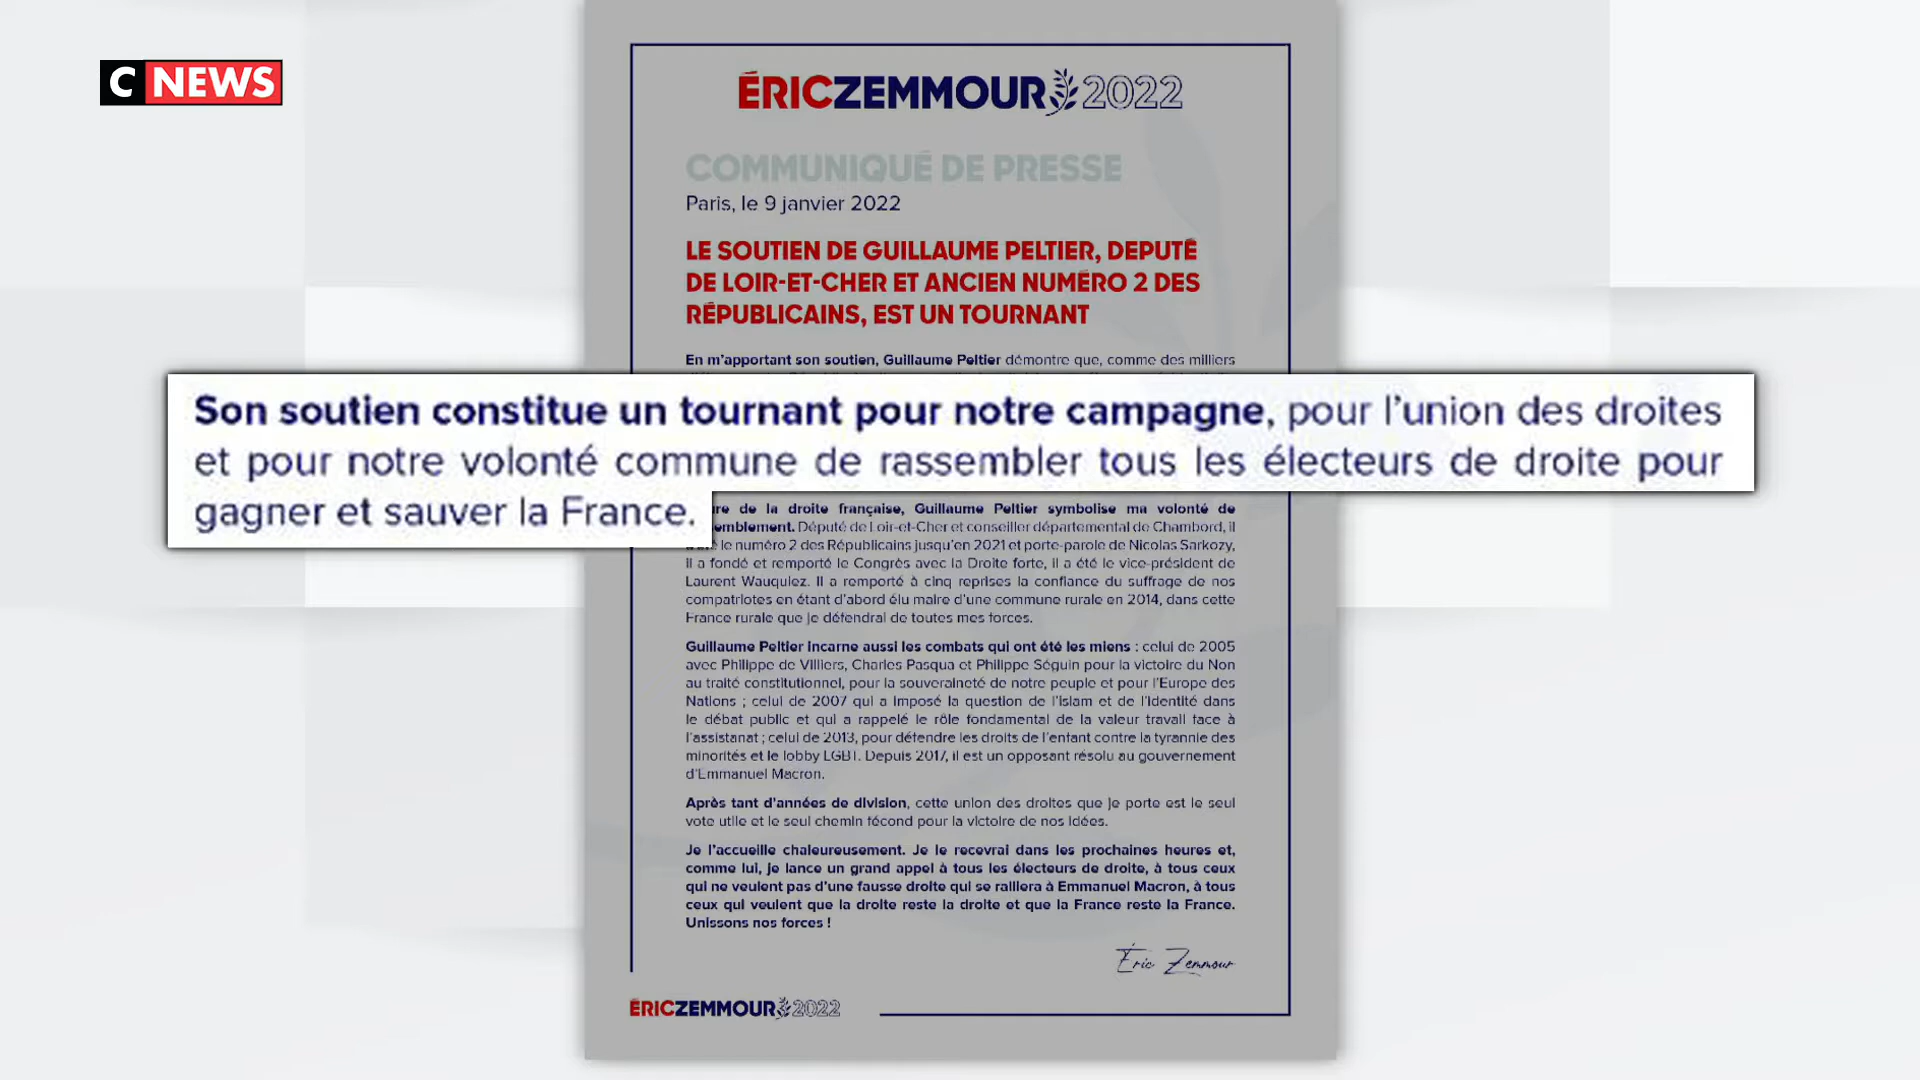 C NEWS
ÉRICZEMMOUR 2022
COMMUNIQUÉ DE PRESSE
Paris, le 9 janvier 2022
LE SOUTIEN DE GUILLAUME PELTIER, DEPUTÉ
DE LOIR-ET-CHER ET ANCIEN NUMÉRO 2 DES
RÉPUBLICAINS, EST UN TOURNANT
En m'apportant son soutien, Guillaume Peltier démontre que, comme des milliers
Son soutien constitue un tournant pour notre campagne, pour l'union des droites
et pour notre volonté commune de rassembler tous les électeurs de droite pour
gagner et sauver la France.
de la droite française, Guillaume Peltier symbolise ma volonté de
Député de Loir-et-Cher et conseiller départemental de Chambord, il
le numéro 2 des Républicains jusqu'en 2021 et porte-parole de Nicolas Sarkozy,
il a fondé et remporté le Congrès avec la Droite forte, il a été le vice-président de
Laurent Wauquiez. Il a remporté à cinq reprises la confiance du suffrage de nos
compatriotes en étant d'abord élu maire d'une commune rurale en 2014, dans cette
France rurale que je défendrai de toutes mes forces.
Guillaume Peltier incarne aussi les combats qui ont été les miens : celui de 2005
avec Philippe de Villiers, Charles Pasqua et Philippe Séguin pour la victoire du Non
au traité constitutionnel, pour la souveraineté de notre peuple et pour l'Europe des
Nations ; celui de 2007 qui a imposé la question de l'islam et de l'identité dans
le débat public et qui a rappelé le rôle fondamental de la valeur travail face à
l'assistanat ; celui de 2013, pour défendre les droits de l'enfant contre la tyrannie des
minorités et le lobby LGBT. Depuis 2017, il est un opposant résolu au gouvernement
d'Emmanuel Macron.
Après tant d'années de division, cette union des droites que je porte est le seul
vote utile et le seul chemin fécond pour la victoire de nos idées.
Je l'accueille chaleureusement. Je le recevrai dans les prochaines heures et,
comme lui, je lance un grand appel à tous les électeurs de droite, à tous ceux
qui ne veulent pas d'une fausse droite qui se ralliera à Emmanuel Macron, à tous
ceux qui veulent que la droite reste la droite et que la France reste la France.
Unissons nos forces !
Éric Zemmour
ÉRICZEMMOUR 2022